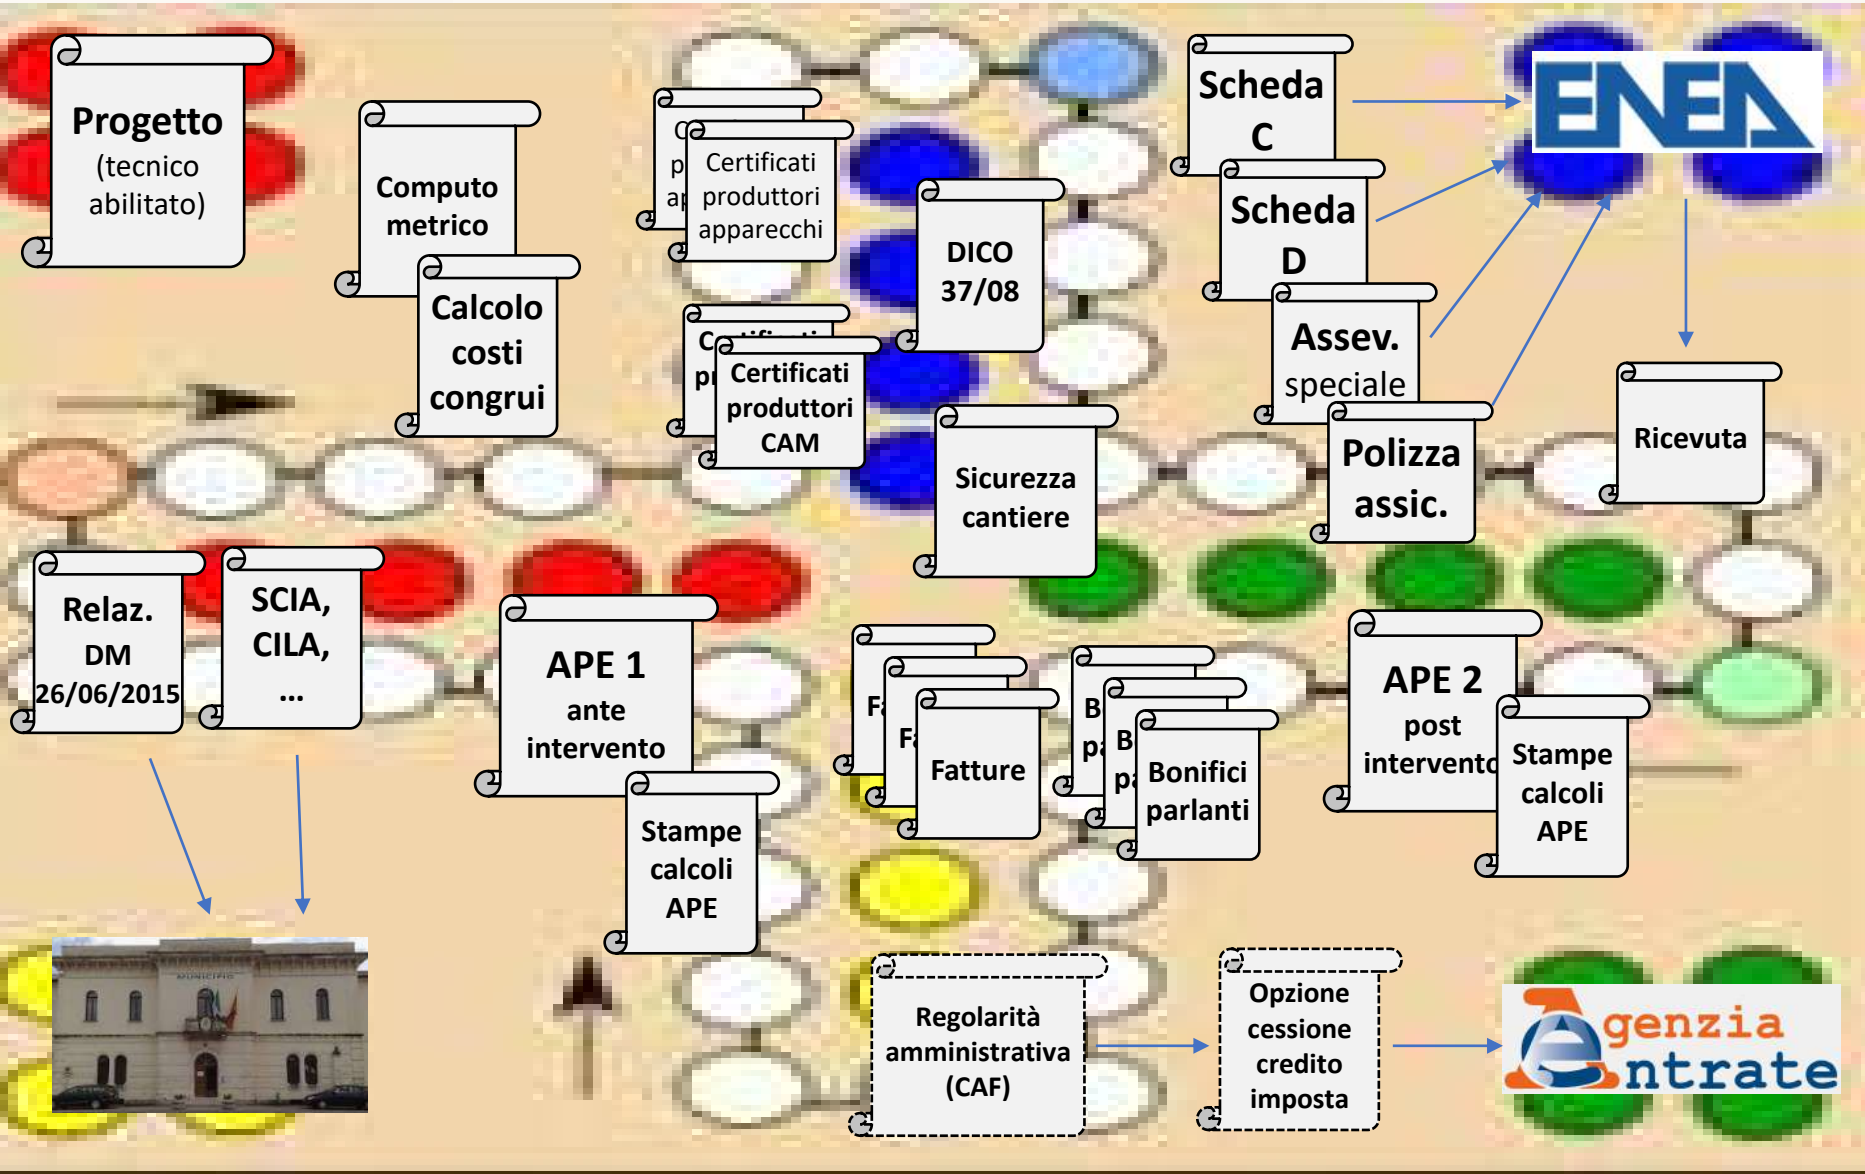 Progetto
(tecnico
abilitato)
Computo
metrico
Calcolo
costi
congrui
Certificati
produttori
apparecchi
Certificati
produttori
CAM
DICO
37/08
Sicurezza
cantiere
Scheda
C
Scheda
D
Assev.
speciale
Polizza
assic.
ENEA
Ricevuta
Relaz.
DM
26/06/2015
SCIA,
CILA,
...
APE 1
ante
intervento
Stampe
calcoli
APE
Fatture
Bonifici
parlanti
APE 2
post
intervento
Stampe
calcoli
APE
MUNICIPIO
Regolarità
amministrativa
(CAF)
Opzione
cessione
credito
imposta
Agenzia
Entrate